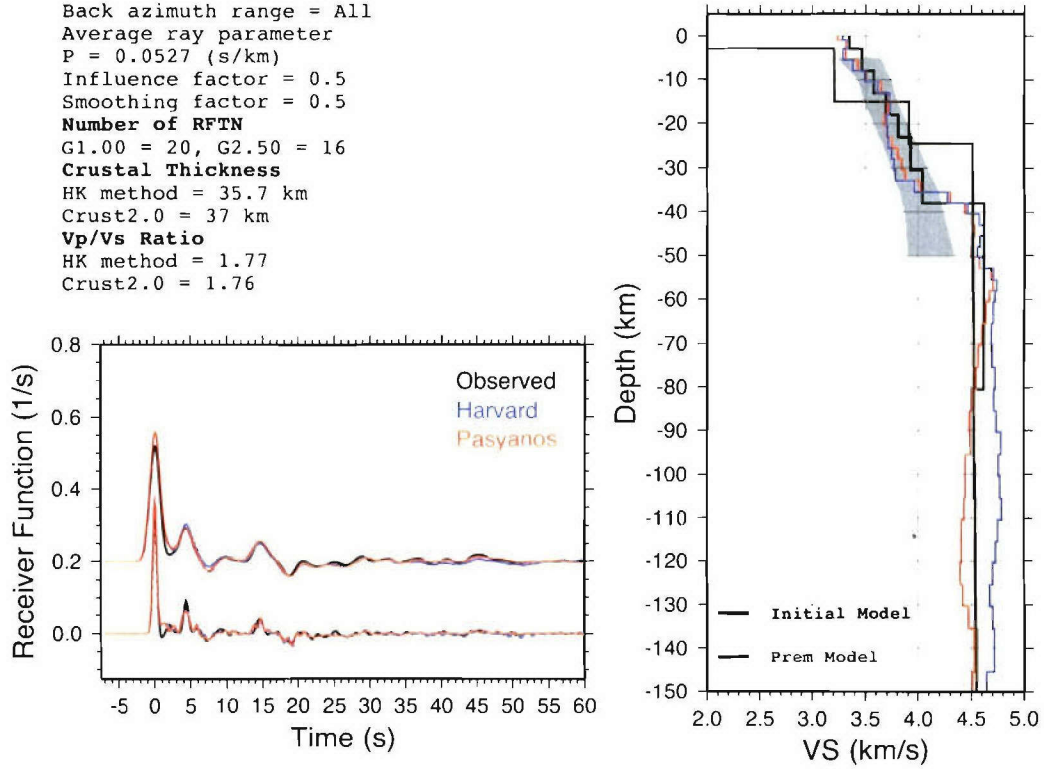 Back azimuth range = All
Average ray parameter
P = 0.0527 (s/km)
Influence factor = 0.5
Smoothing factor = 0.5
Number of RFTN
G1.00 = 20, G2.50 = 16
Crustal Thickness
HK method = 35.7 km
Crust2.0 = 37 km
Vp/Vs Ratio
HK method = 1.77
Crust2.0 = 1.76
Receiver Function (1/s)
0.8
0.6
0.4
0.2
0.0
Observed
Harvard
Pasyanos
-5 0 5 10 15 20 25 30 35 40 45 50 55 60
Time (s)
Depth (km)
0
-10
-20
-30
-40
-50
-60
-70
-80
-90
-100
-110
-120
-130
-140
-150
Initial Model
Prem Model
2.0 2.5 3.0 3.5 4.0 4.5 5.0
VS (km/s)